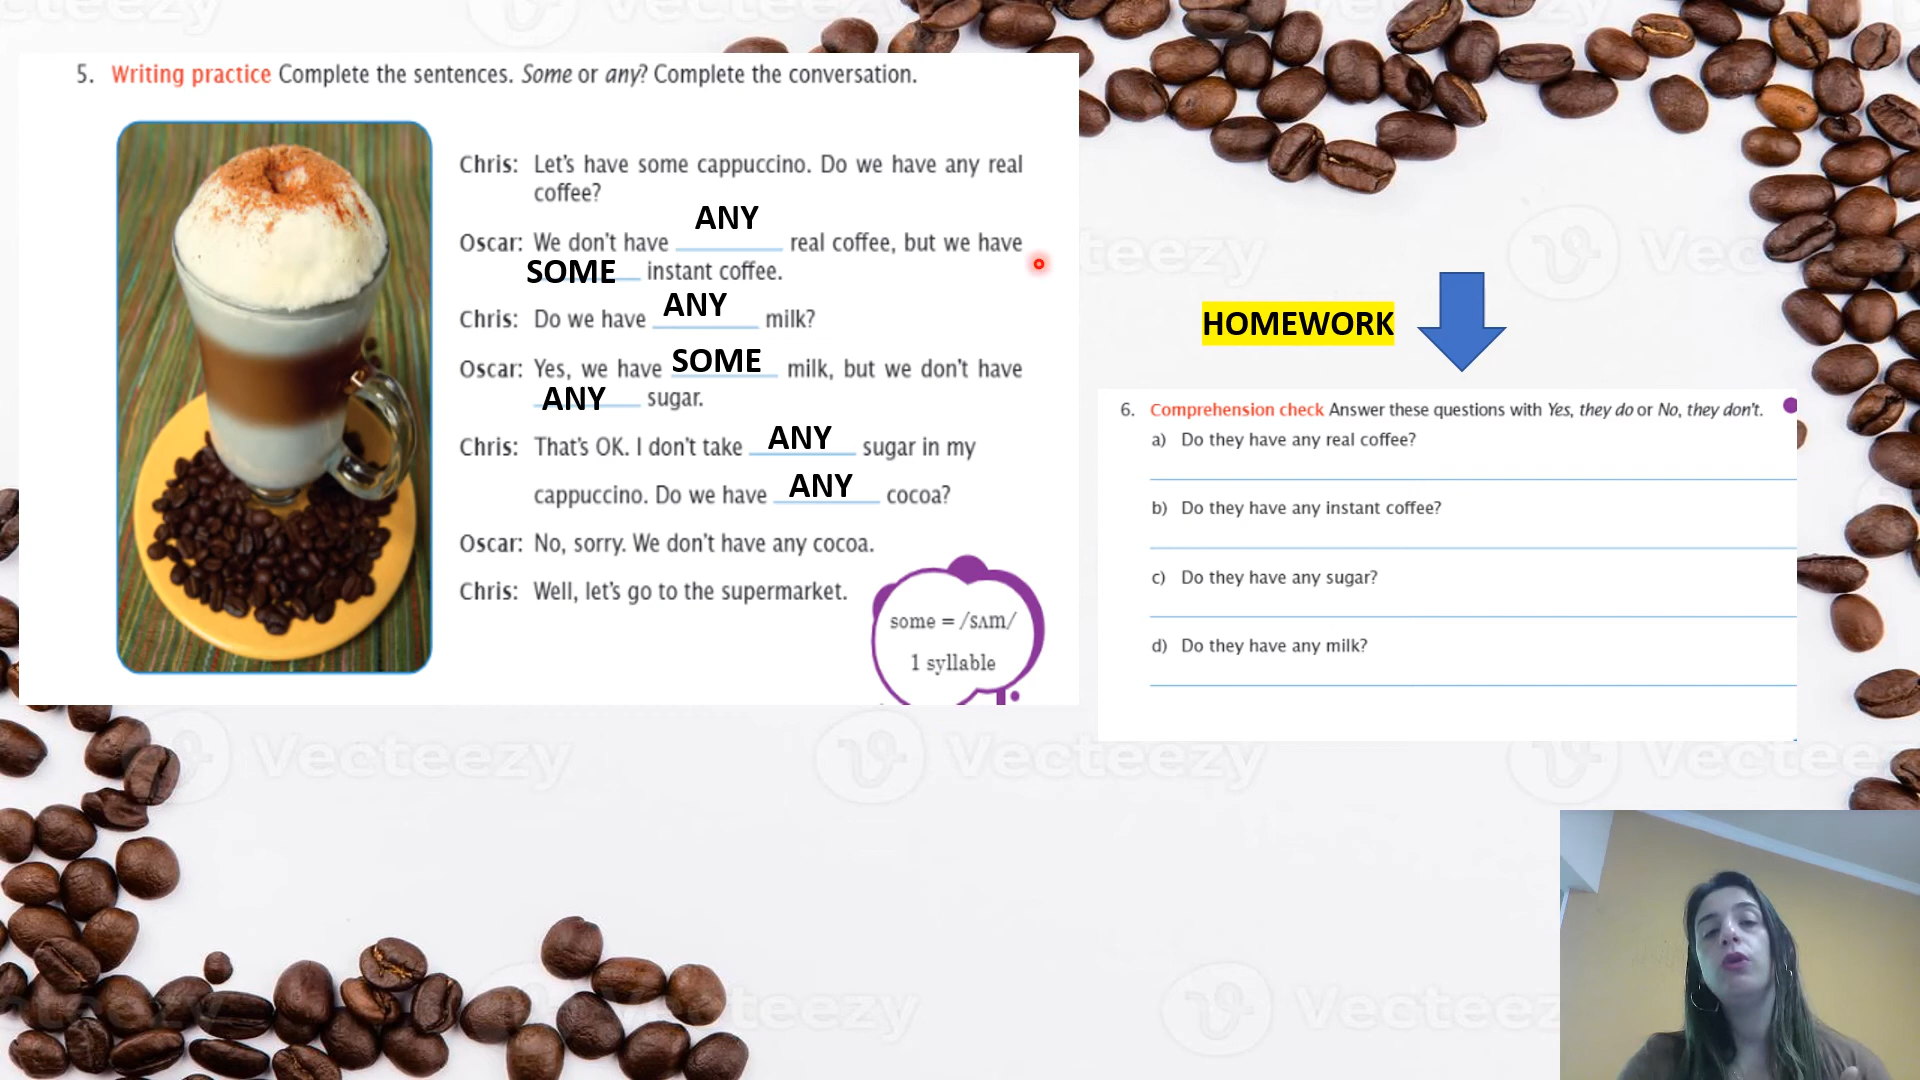 5. Writing practice Complete the sentences. Some or any? Complete the conversation.
Chris: Let's have some cappuccino. Do we have any real
coffee?
ANY
Oscar: We don't have ________ real coffee, but we have
SOME instant coffee.
ANY
Chris: Do we have ________ milk?
Oscar: Yes, we have SOME milk, but we don't have
ANY sugar.
Chris: That's OK. I don't take ANY sugar in my
cappuccino. Do we have ANY cocoa?
Oscar: No, sorry. We don't have any cocoa.
Chris: Well, let's go to the supermarket.
some = /sʌm/
1 syllable
HOMEWORK
6. Comprehension check Answer these questions with Yes, they do or No, they don't.
a) Do they have any real coffee?
b) Do they have any instant coffee?
c) Do they have any sugar?
d) Do they have any milk?
Vecteezy
Vecteezy
Vecteezy
Vecteezy